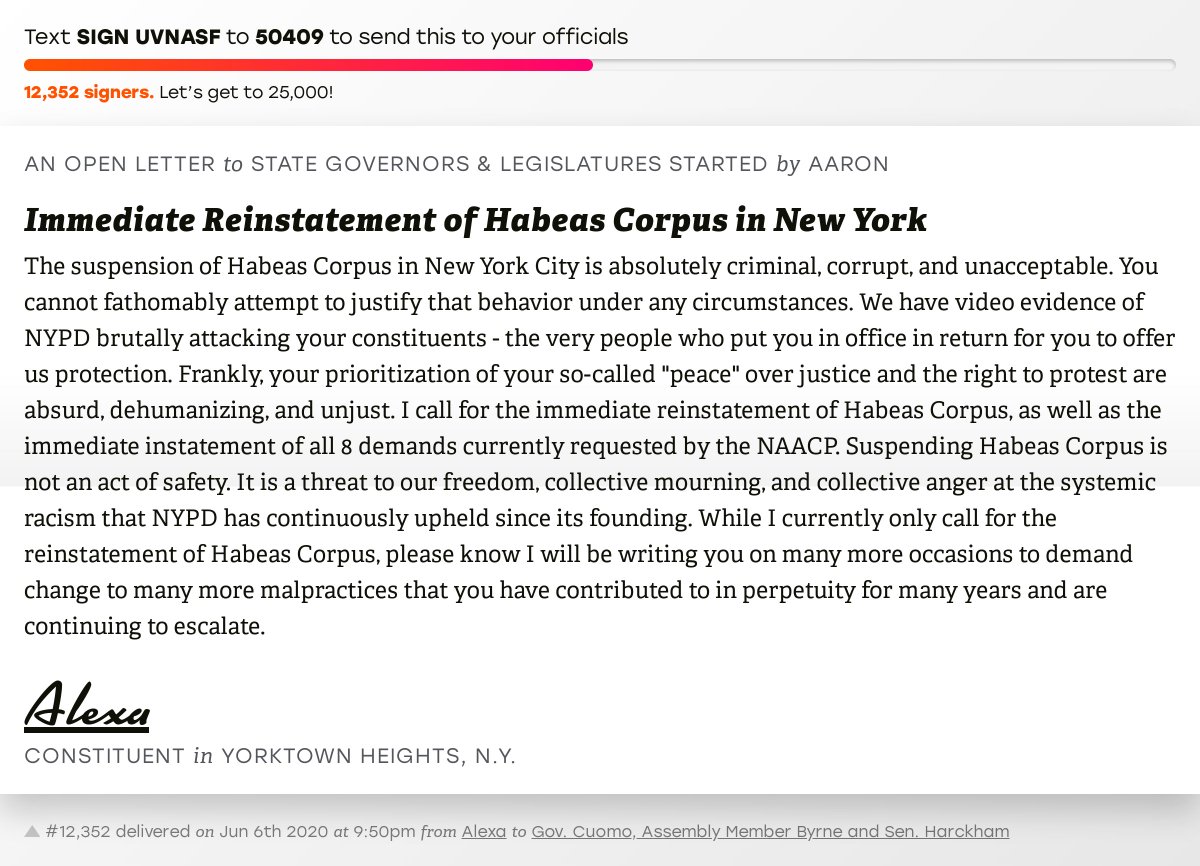 Text SIGN UVNASF to 50409 to send this to your officials
12,352 signers. Let's get to 25,000!
AN OPEN LETTER to STATE GOVERNORS & LEGISLATURES STARTED by AARON
Immediate Reinstatement of Habeas Corpus in New York
The suspension of Habeas Corpus in New York City is absolutely criminal, corrupt, and unacceptable. You
cannot fathomably attempt to justify that behavior under any circumstances. We have video evidence of
NYPD brutally attacking your constituents - the very people who put you in office in return for you to offer
us protection. Frankly, your prioritization of your so-called "peace" over justice and the right to protest are
absurd, dehumanizing, and unjust. I call for the immediate reinstatement of Habeas Corpus, as well as the
immediate instatement of all 8 demands currently requested by the NAACP. Suspending Habeas Corpus is
not an act of safety. It is a threat to our freedom, collective mourning, and collective anger at the systemic
racism that NYPD has continuously upheld since its founding. While I currently only call for the
reinstatement of Habeas Corpus, please know I will be writing you on many more occasions to demand
change to many more malpractices that you have contributed to in perpetuity for many years and are
continuing to escalate.
Alexa
CONSTITUENT in YORKTOWN HEIGHTS, N.Y.
#12,352 delivered on Jun 6th 2020 at 9:50pm from Alexa to Gov. Cuomo, Assembly Member Byrne and Sen. Harckham